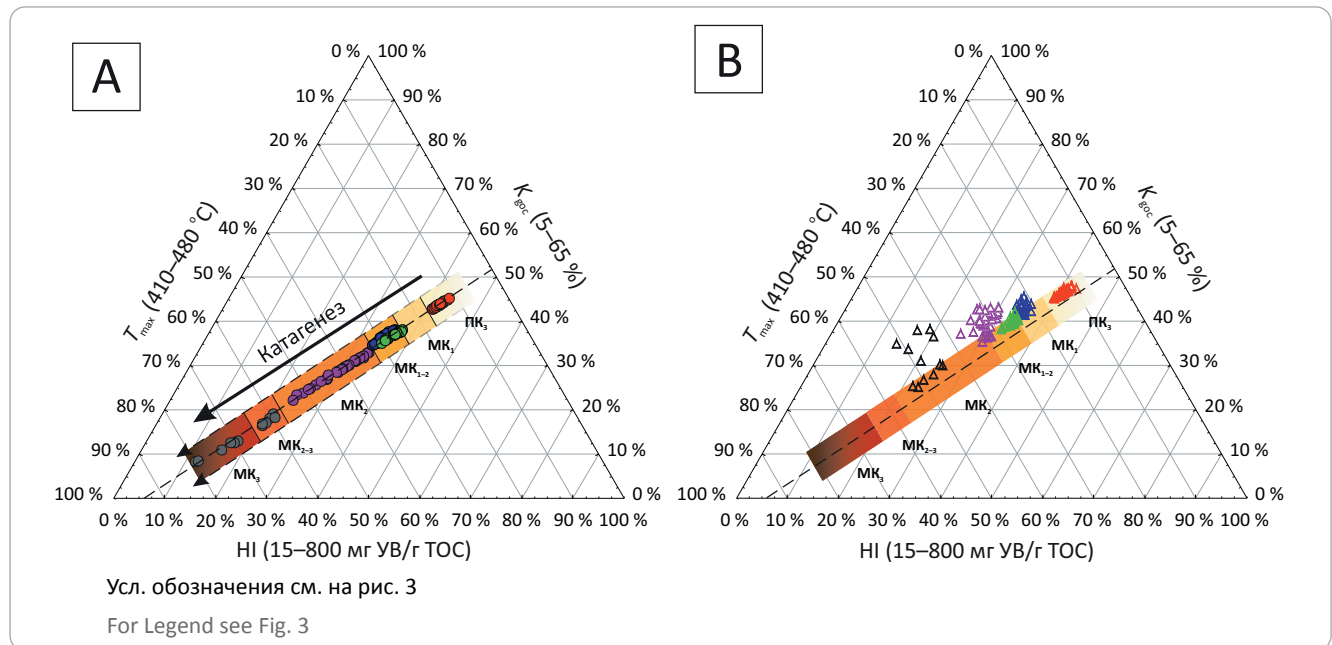 A
0 % 100 %
10 % 90 %
20 % 80 %
30 % 70 %
40 % 60 %
50 % 50 %
60 % 40 %
70 % 30 %
80 % 20 %
90 % 10 %
100 % 0 %
0 % 10 % 20 % 30 % 40 % 50 % 60 % 70 % 80 % 90 % 100 %
Tmax (410–480 °C)
Kgoc (5–65 %)
HI (15–800 мг УВ/г ТОС)
Катагенез
ПК₃
МК₁
МК₁₋₂
МК₂
МК₂₋₃
МК₃
B
0 % 100 %
10 % 90 %
20 % 80 %
30 % 70 %
40 % 60 %
50 % 50 %
60 % 40 %
70 % 30 %
80 % 20 %
90 % 10 %
100 % 0 %
0 % 10 % 20 % 30 % 40 % 50 % 60 % 70 % 80 % 90 % 100 %
Tmax (410–480 °C)
Kgoc (5–65 %)
HI (15–800 мг УВ/г ТОС)
ПК₃
МК₁
МК₁₋₂
МК₂
МК₂₋₃
МК₃
Усл. обозначения см. на рис. 3
For Legend see Fig. 3